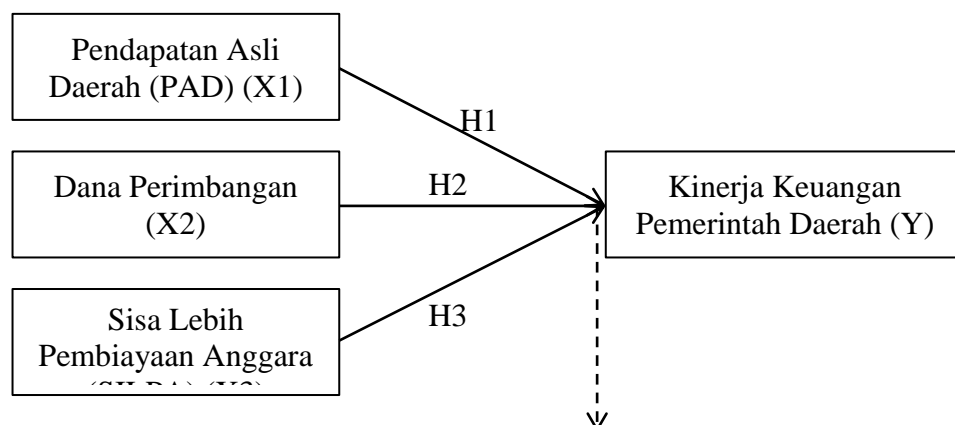 Pendapatan Asli
Daerah (PAD) (X1)
H1
Dana Perimbangan
(X2)
H2
Kinerja Keuangan
Pemerintah Daerah (Y)
Sisa Lebih
Pembiayaan Anggara
H3